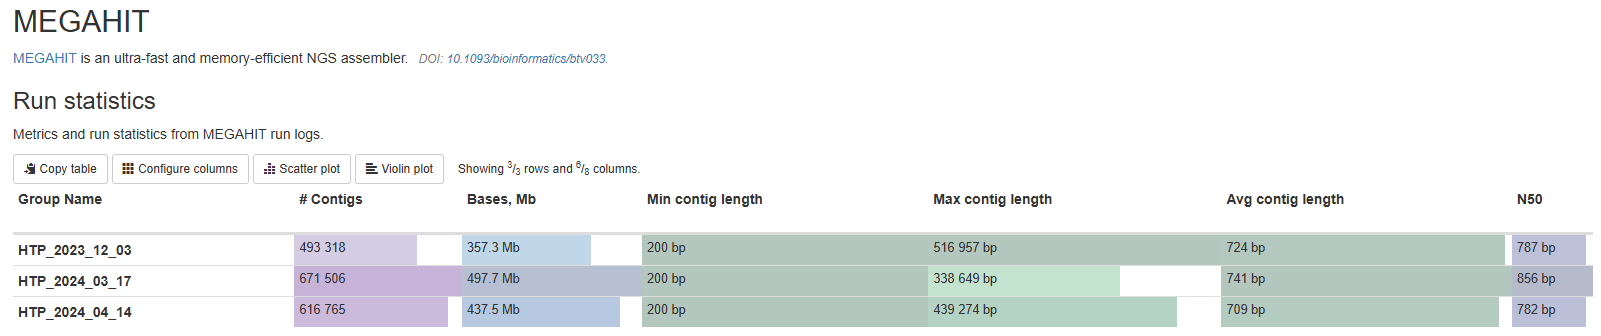 MEGAHIT
MEGAHIT is an ultra-fast and memory-efficient NGS assembler. DOI: 10.1093/bioinformatics/btv033.
Run statistics
Metrics and run statistics from MEGAHIT run logs.
Copy table Configure columns Scatter plot Violin plot Showing 3/3 rows and 6/8 columns.
Group Name # Contigs Bases, Mb Min contig length Max contig length Avg contig length N50
HTP_2023_12_03 493 318 357.3 Mb 200 bp 516 957 bp 724 bp 787 bp
HTP_2024_03_17 671 506 497.7 Mb 200 bp 338 649 bp 741 bp 856 bp
HTP_2024_04_14 616 765 437.5 Mb 200 bp 439 274 bp 709 bp 782 bp